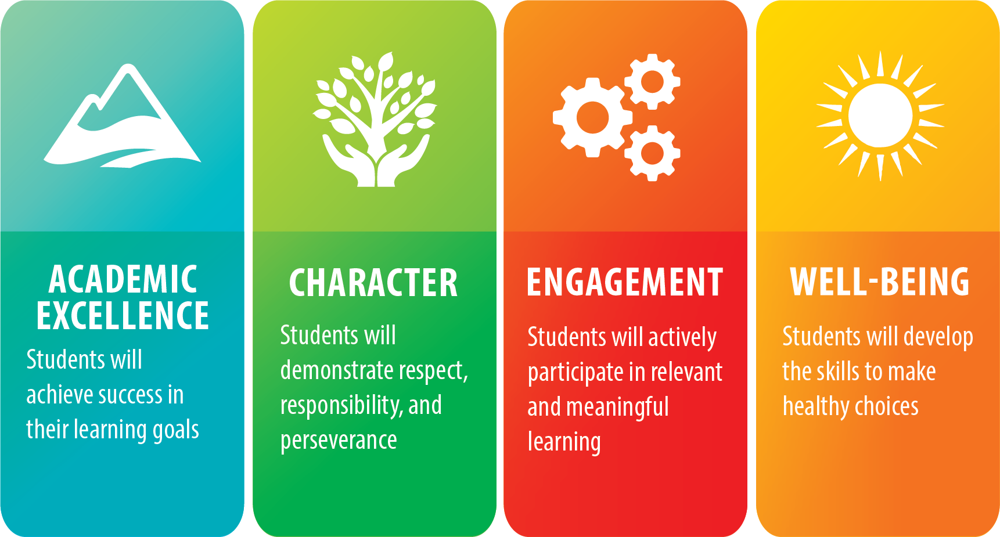 ACADEMIC
EXCELLENCE
Students will
achieve success in
their learning goals
CHARACTER
Students will
demonstrate respect,
responsibility, and
perseverance
ENGAGEMENT
Students will actively
participate in relevant
and meaningful
learning
WELL-BEING
Students will develop
the skills to make
healthy choices